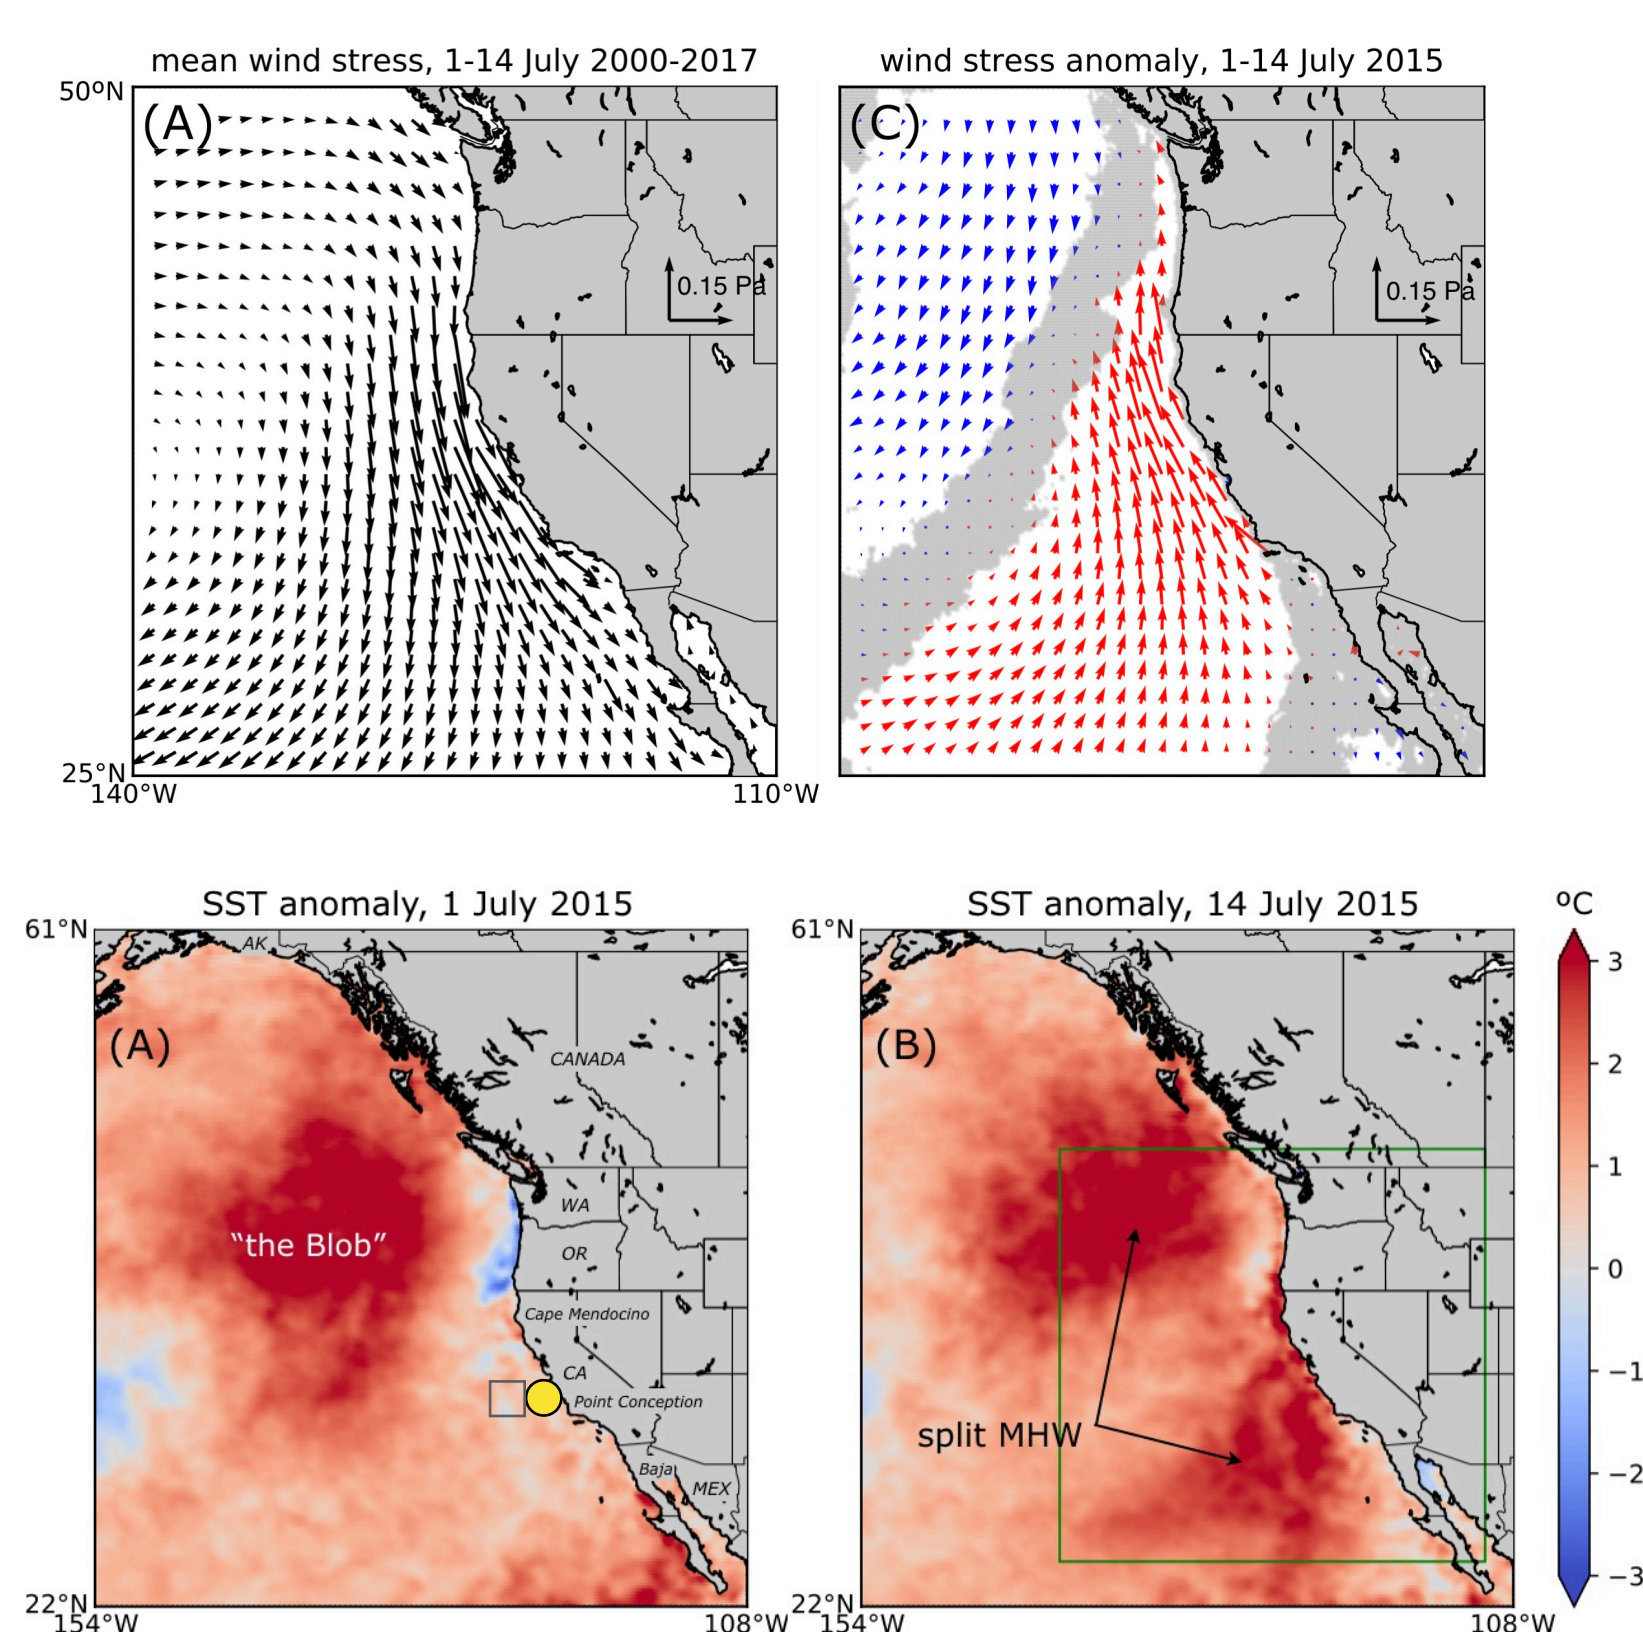 mean wind stress, 1-14 July 2000-2017
50°N
(A)
0.15 Pa
25°N
140°W
110°W
wind stress anomaly, 1-14 July 2015
(C)
0.15 Pa
SST anomaly, 1 July 2015
61°N
AK
(A)
CANADA
WA
"the Blob"
OR
Cape Mendocino
CA
Point Conception
Baja
MEX
22°N
154°W
108°W
SST anomaly, 14 July 2015
61°N
(B)
split MHW
22°N
154°W
108°W
ºC
3
2
1
0
−1
−2
−3